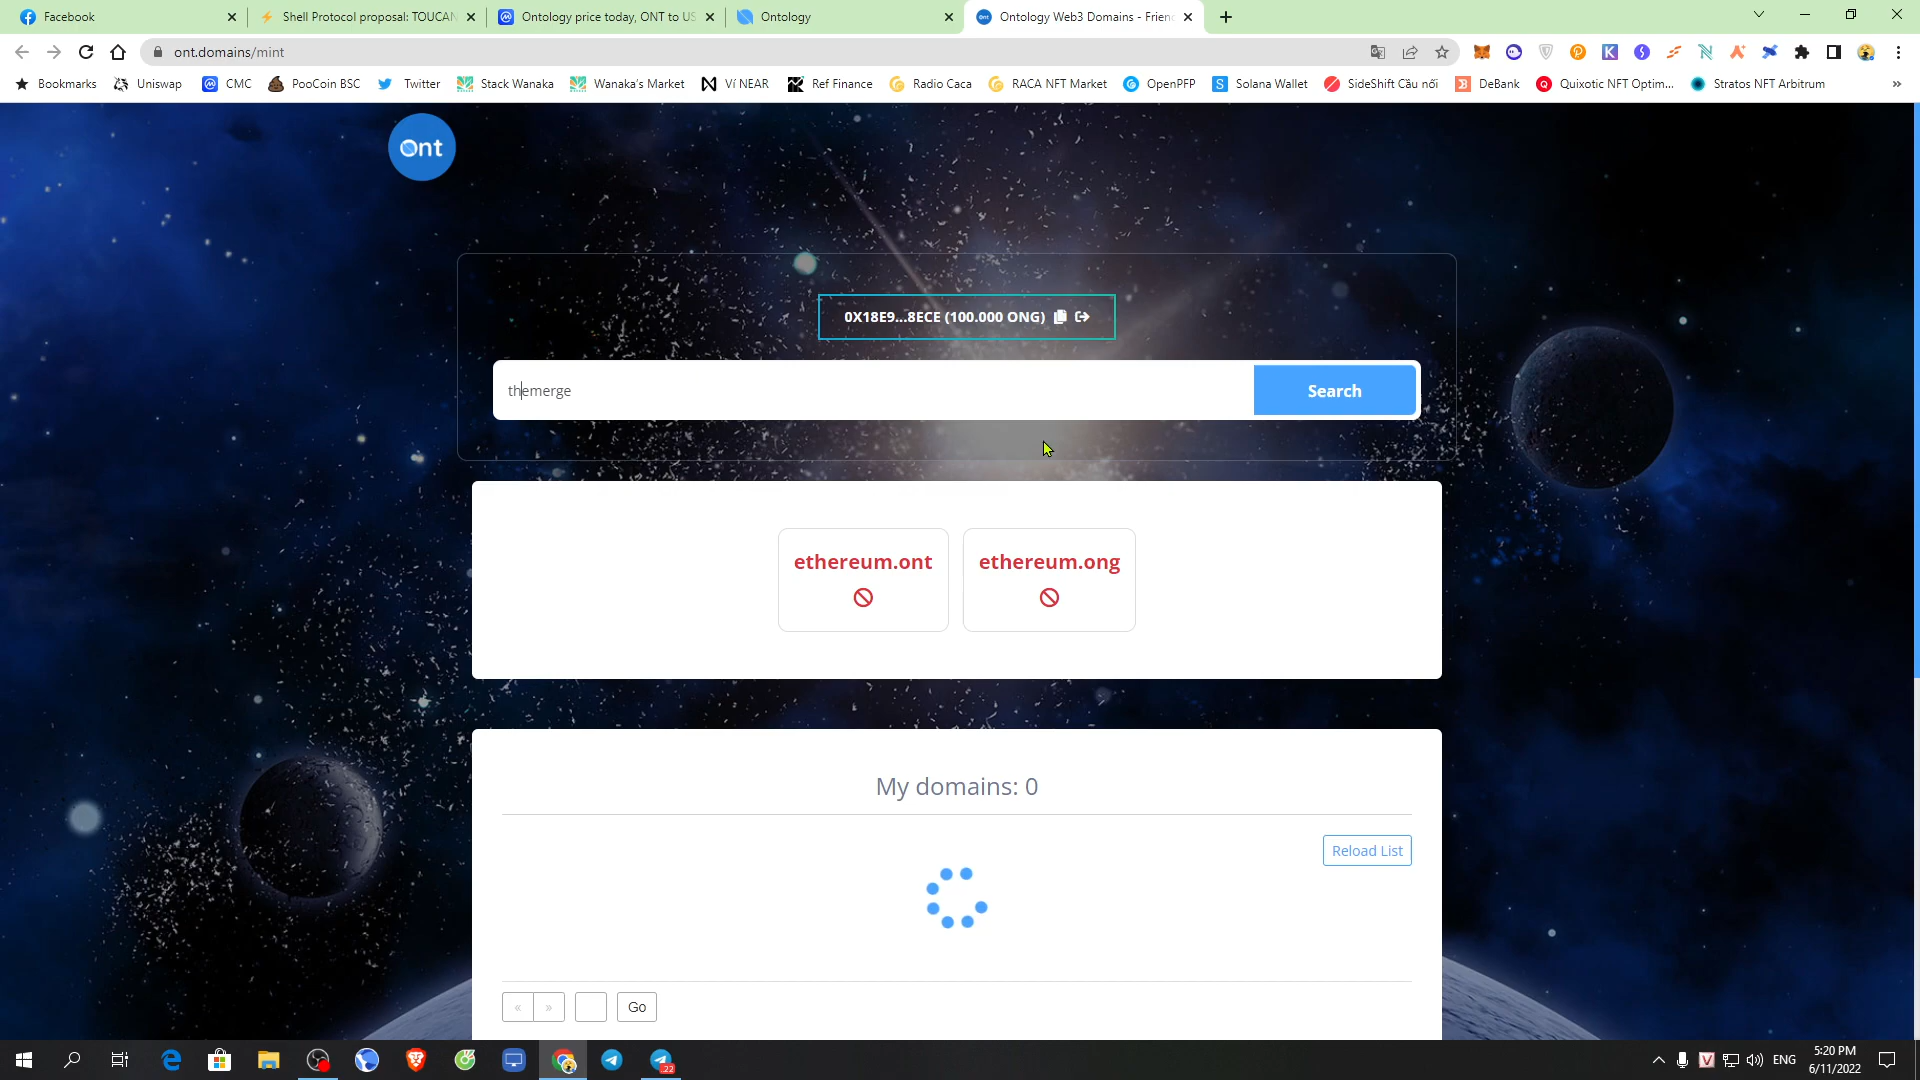 Facebook
Shell Protocol proposal: TOUCAN
Ontology price today, ONT to US
Ontology
Ont
Ontology Web3 Domains - Frien
ont.domains/mint
Bookmarks
Uniswap
CMC
PooCoin BSC
Twitter
Stack Wanaka
Wanaka's Market
Ví NEAR
Ref Finance
Radio Caca
RACA NFT Market
OpenPFP
Solana Wallet
SideShift Cầu nối
DeBank
Quixotic NFT Optim...
Stratos NFT Arbitrum
»
Ont
0X18E9...8ECE (100.000 ONG)
themerge
Search
ethereum.ont
ethereum.ong
My domains: 0
Reload List
«
»
Go
22
ENG
5:20 PM
6/11/2022